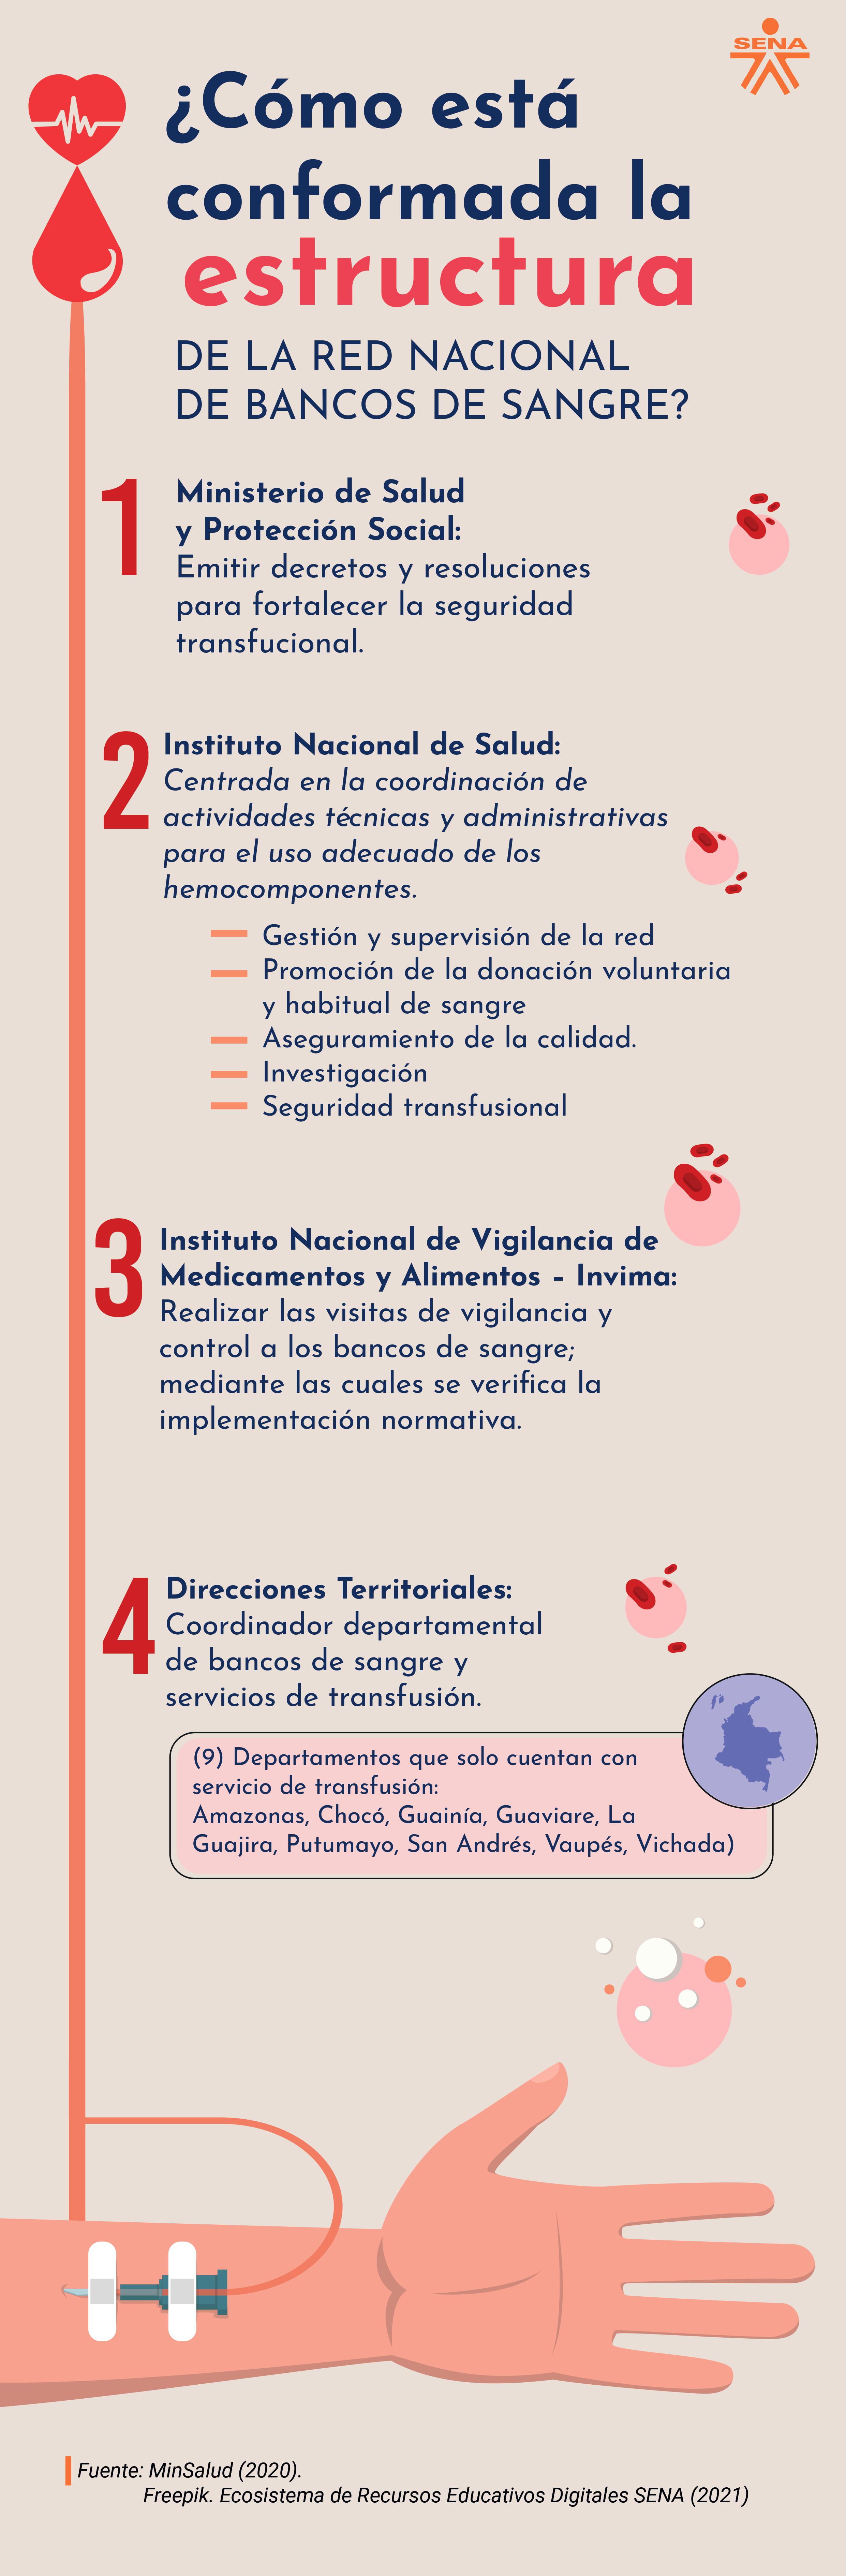 SENA
¿Cómo está
conformada la
estructura
DE LA RED NACIONAL
DE BANCOS DE SANGRE?
1
Ministerio de Salud
y Protección Social:
Emitir decretos y resoluciones
para fortalecer la seguridad
transfucional.
2
Instituto Nacional de Salud:
Centrada en la coordinación de
actividades técnicas y administrativas
para el uso adecuado de los
hemocomponentes.
Gestión y supervisión de la red
Promoción de la donación voluntaria
y habitual de sangre
Aseguramiento de la calidad.
Investigación
Seguridad transfusional
3
Instituto Nacional de Vigilancia de
Medicamentos y Alimentos – Invima:
Realizar las visitas de vigilancia y
control a los bancos de sangre;
mediante las cuales se verifica la
implementación normativa.
4
Direcciones Territoriales:
Coordinador departamental
de bancos de sangre y
servicios de transfusión.
(9) Departamentos que solo cuentan con
servicio de transfusión:
Amazonas, Chocó, Guainía, Guaviare, La
Guajira, Putumayo, San Andrés, Vaupés, Vichada)
Fuente: MinSalud (2020).
Freepik. Ecosistema de Recursos Educativos Digitales SENA (2021)